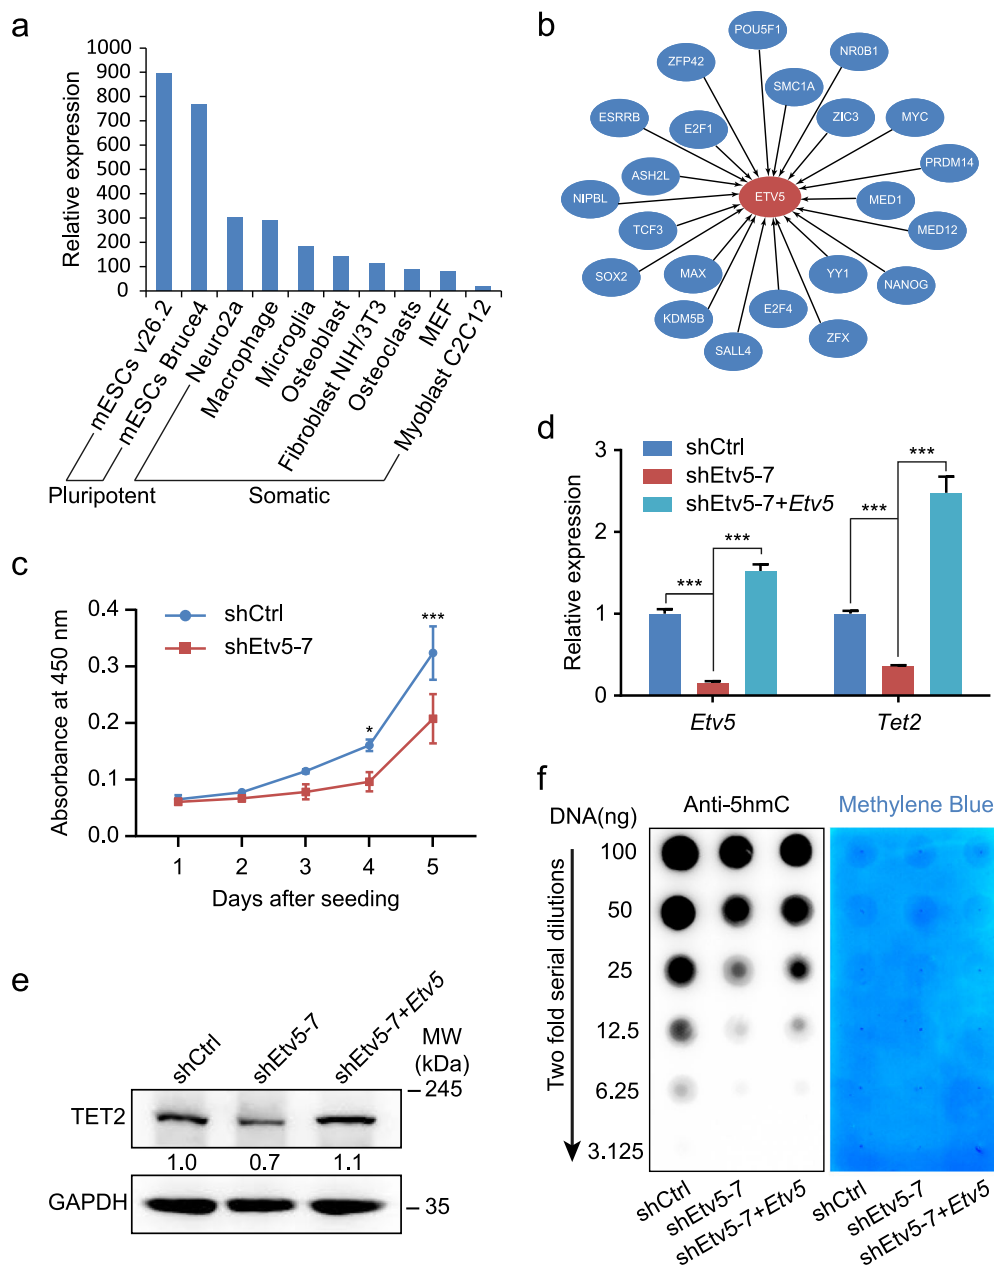 a
Relative expression
1000
900
800
700
600
500
400
300
200
100
0
mESCs v26.2
mESCs Bruce4
Neuro2a
Macrophage
Microglia
Osteoblast
Fibroblast NIH/3T3
Osteoclasts
MEF
Myoblast C2C12
Pluripotent
Somatic
b
POU5F1
ZFP42
NR0B1
SMC1A
ESRRB
E2F1
ZIC3
MYC
ASH2L
PRDM14
NIPBL
ETV5
MED1
TCF3
MED12
SOX2
MAX
YY1
NANOG
KDM5B
E2F4
SALL4
ZFX
c
Absorbance at 450 nm
0.4
0.3
0.2
0.1
0.0
shCtrl
shEtv5-7
*
***
1 2 3 4 5
Days after seeding
d
Relative expression
3
2
1
0
shCtrl
shEtv5-7
shEtv5-7+Etv5
***
***
***
***
Etv5
Tet2
e
shCtrl
shEtv5-7
shEtv5-7+Etv5
MW
(kDa)
245
TET2
1.0 0.7 1.1
GAPDH
35
f
Anti-5hmC
Methylene Blue
DNA(ng)
Two fold serial dilutions
100
50
25
12.5
6.25
3.125
shCtrl
shEtv5-7
shEtv5-7+Etv5
shCtrl
shEtv5-7
shEtv5-7+Etv5